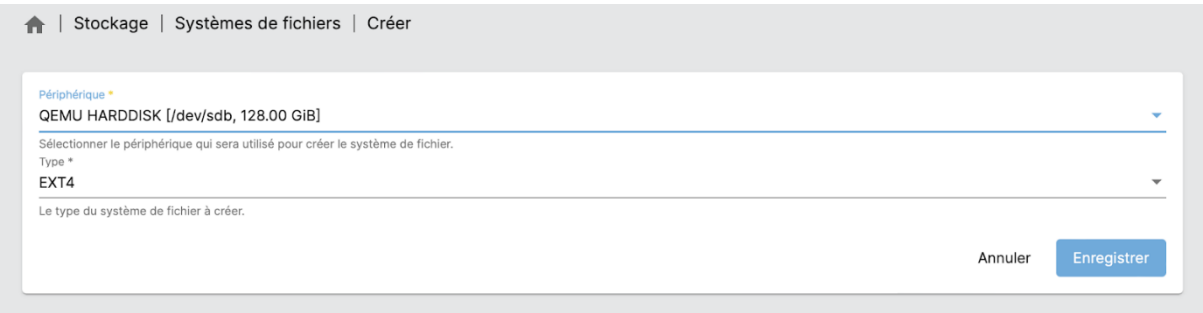 | Stockage | Systèmes de fichiers | Créer
Périphérique *
QEMU HARDDISK [/dev/sdb, 128.00 GiB]
Sélectionner le périphérique qui sera utilisé pour créer le système de fichier.
Type *
EXT4
Le type du système de fichier à créer.
Annuler Enregistrer